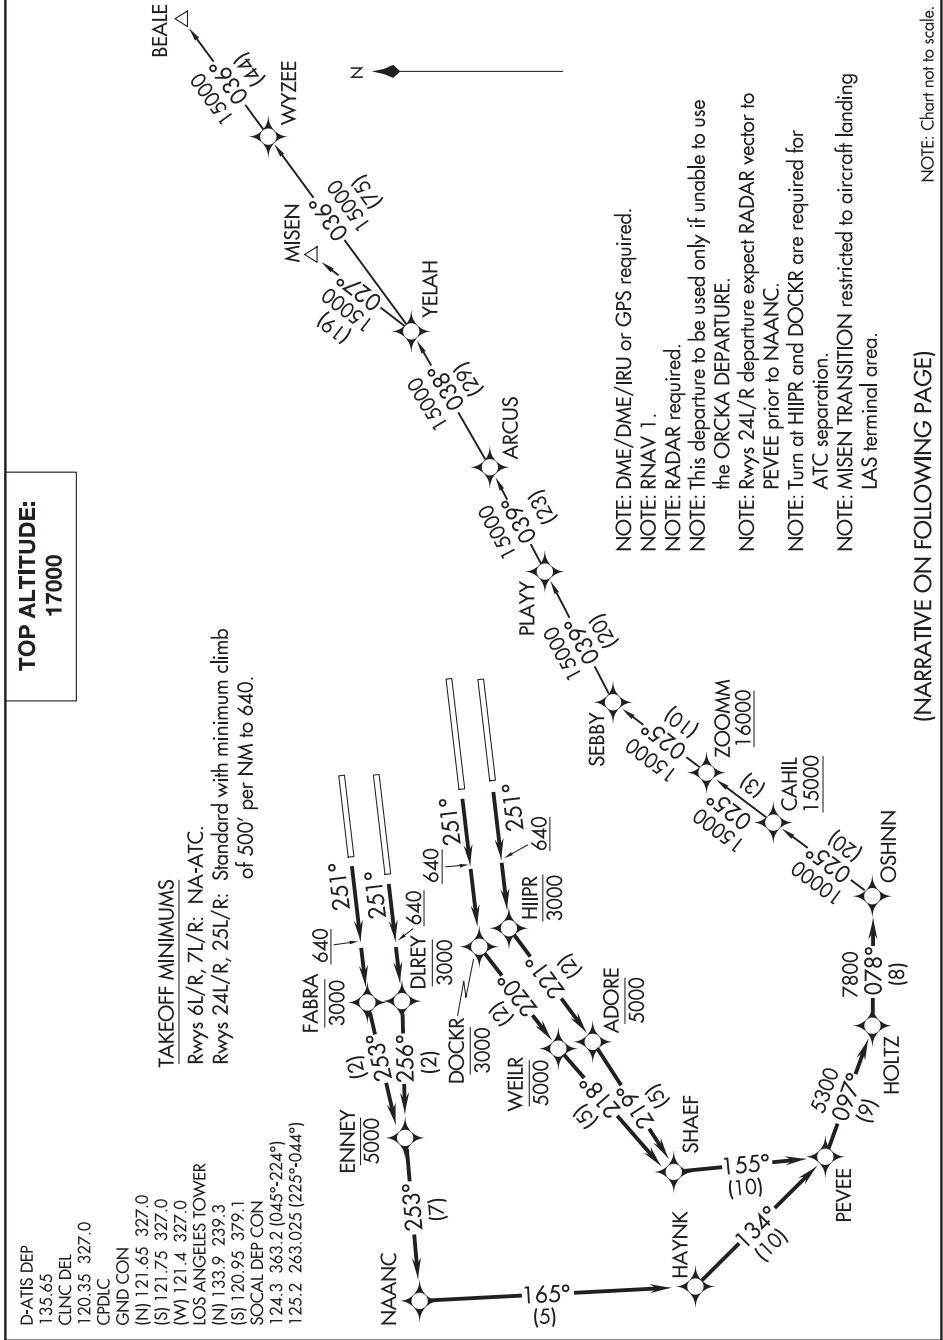 TOP ALTITUDE:
17000
D-ATIS DEP
135.65
CLNC DEL
120.35 327.0
CPDLC
GND CON
(N) 121.65 327.0
(S) 121.75 327.0
(W) 121.4 327.0
LOS ANGELES TOWER
(N) 133.9 239.3
(S) 120.95 379.1
SOCAL DEP CON
124.3 363.2 (045°-224°)
125.2 263.025 (225°-044°)
TAKEOFF MINIMUMS
Rwys 6L/R, 7L/R: NA-ATC.
Rwys 24L/R, 25L/R: Standard with minimum climb
of 500' per NM to 640.
251°
640
FABRA
3000
(2)
253°
251°
640
DLREY
3000
256°
(2)
ENNEY
5000
253°
(7)
NAANC
165°
(5)
HAYNK
134°
(10)
251°
640
DOCKR
3000
220°
(2)
WEILR
5000
218°
(5)
251°
640
HIIPR
3000
221°
(2)
ADORE
5000
219°
(5)
SHAEF
155°
(10)
PEVEE
5300
097°
(9)
HOLTZ
7800
078°
(8)
OSHNN
10000
025°
(20)
CAHIL
15000
15000
025°
(3)
ZOOMM
16000
15000
025°
(10)
SEBBY
15000
039°
(20)
PLAYY
15000
039°
(23)
ARCUS
15000
038°
(29)
YELAH
(19)
15000
027°
MISEN
036°
15000
(75)
WYZEE
15000
036°
(44)
BEALE
N
NOTE: DME/DME/IRU or GPS required.
NOTE: RNAV 1.
NOTE: RADAR required.
NOTE: This departure to be used only if unable to use
the ORCKA DEPARTURE.
NOTE: Rwys 24L/R departure expect RADAR vector to
PEVEE prior to NAANC.
NOTE: Turn at HIIPR and DOCKR are required for
ATC separation.
NOTE: MISEN TRANSITION restricted to aircraft landing
LAS terminal area.
(NARRATIVE ON FOLLOWING PAGE)
NOTE: Chart not to scale.